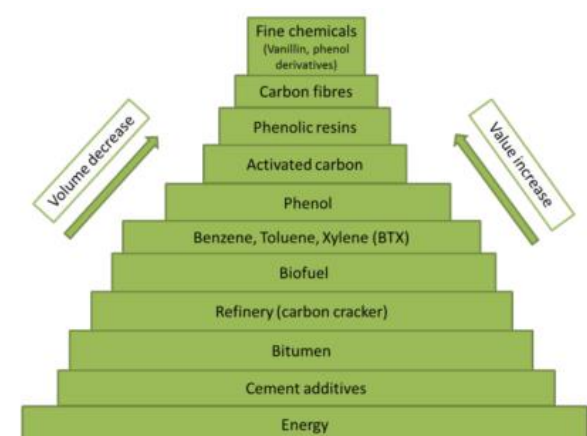 Fine chemicals
(Vanillin, phenol
derivatives)
Carbon fibres
Phenolic resins
Activated carbon
Phenol
Benzene, Toluene, Xylene (BTX)
Biofuel
Refinery (carbon cracker)
Bitumen
Cement additives
Energy
Volume decrease
Value increase